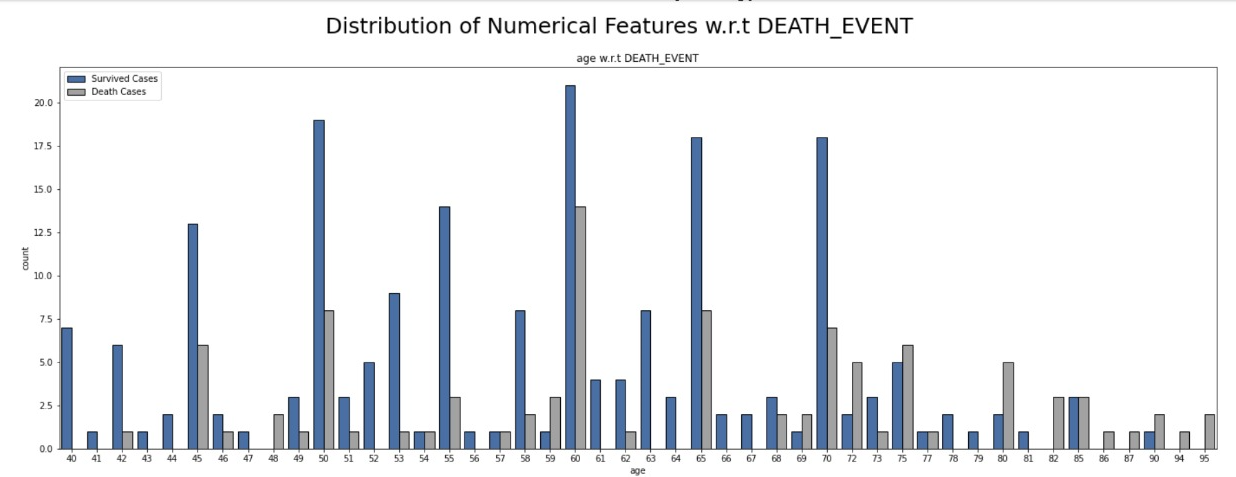 Distribution of Numerical Features w.r.t DEATH_EVENT
age w.r.t DEATH_EVENT
Survived Cases
Death Cases
20.0
17.5
15.0
12.5
10.0
7.5
5.0
2.5
0.0
count
40 41 42 43 44 45 46 47 48 49 50 51 52 53 54 55 56 57 58 59 60 61 62 63 64 65 66 67 68 69 70 72 73 75 77 78 79 80 81 82 85 86 87 90 94 95
age